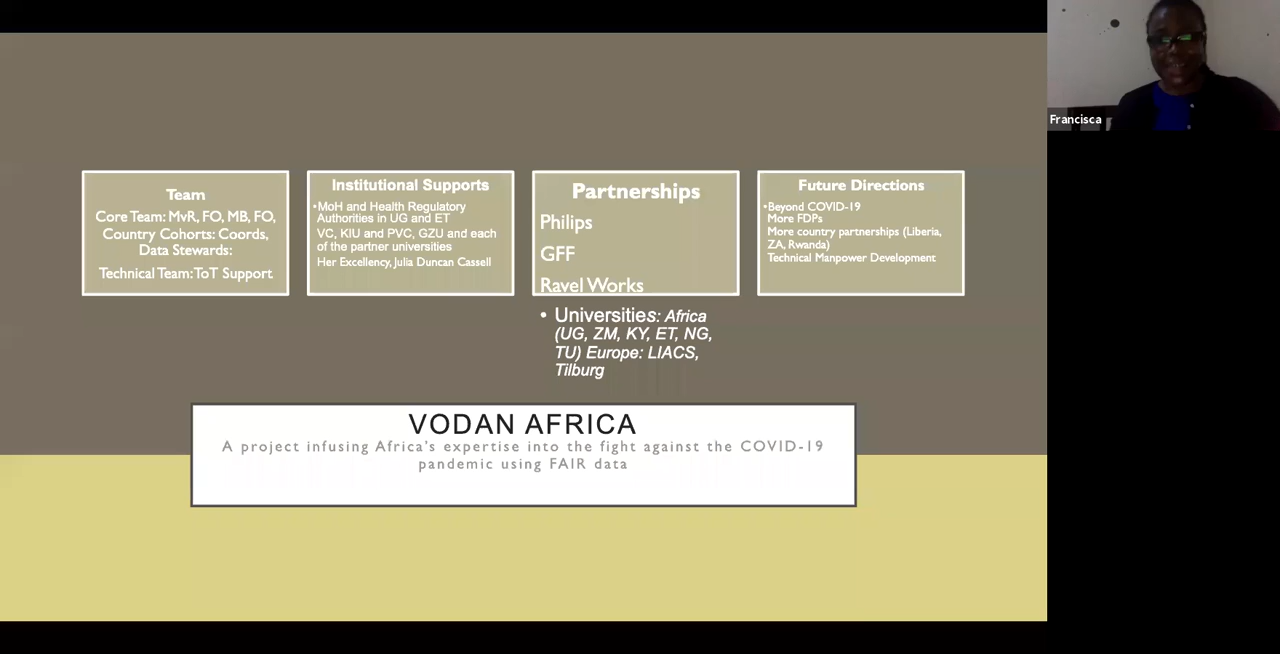 Team
Core Team: MvR, FO, MB, FO,
Country Cohorts: Coords,
Data Stewards:
Technical Team:ToT Support
Institutional Supports
•MoH and Health Regulatory
Authorities in UG and ET
VC, KIU and PVC, GZU and each
of the partner universities
Her Excellency, Julia Duncan Cassell
Partnerships
Philips
GFF
Ravel Works
• Universities: Africa
(UG, ZM, KY, ET, NG,
TU) Europe: LIACS,
Tilburg
Future Directions
•Beyond COVID-19
More FDPs
More country partnerships (Liberia,
ZA, Rwanda)
Technical Manpower Development
VODAN AFRICA
A project infusing Africa's expertise into the fight against the COVID-19
pandemic using FAIR data
Francisca